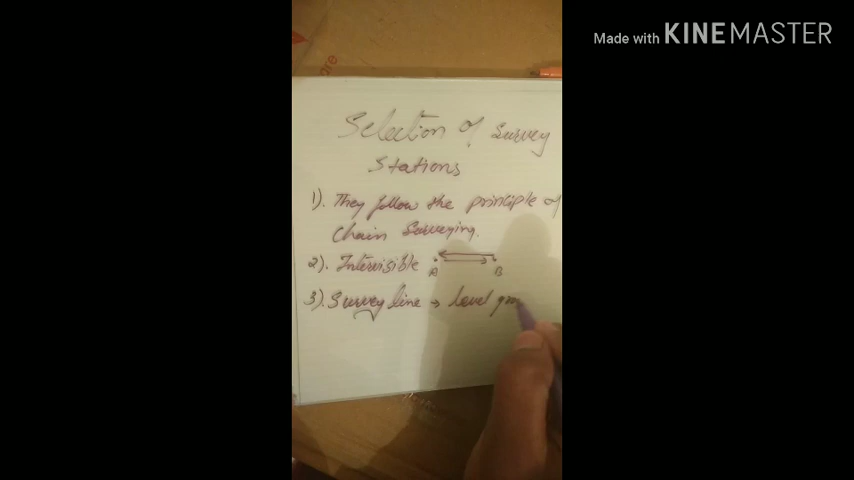 Made with KINEMASTER
are
Selection of Survey
Stations
1). They follow the principle of
Chain Surveying.
2). Intervisible A B
3). Survey line → Level